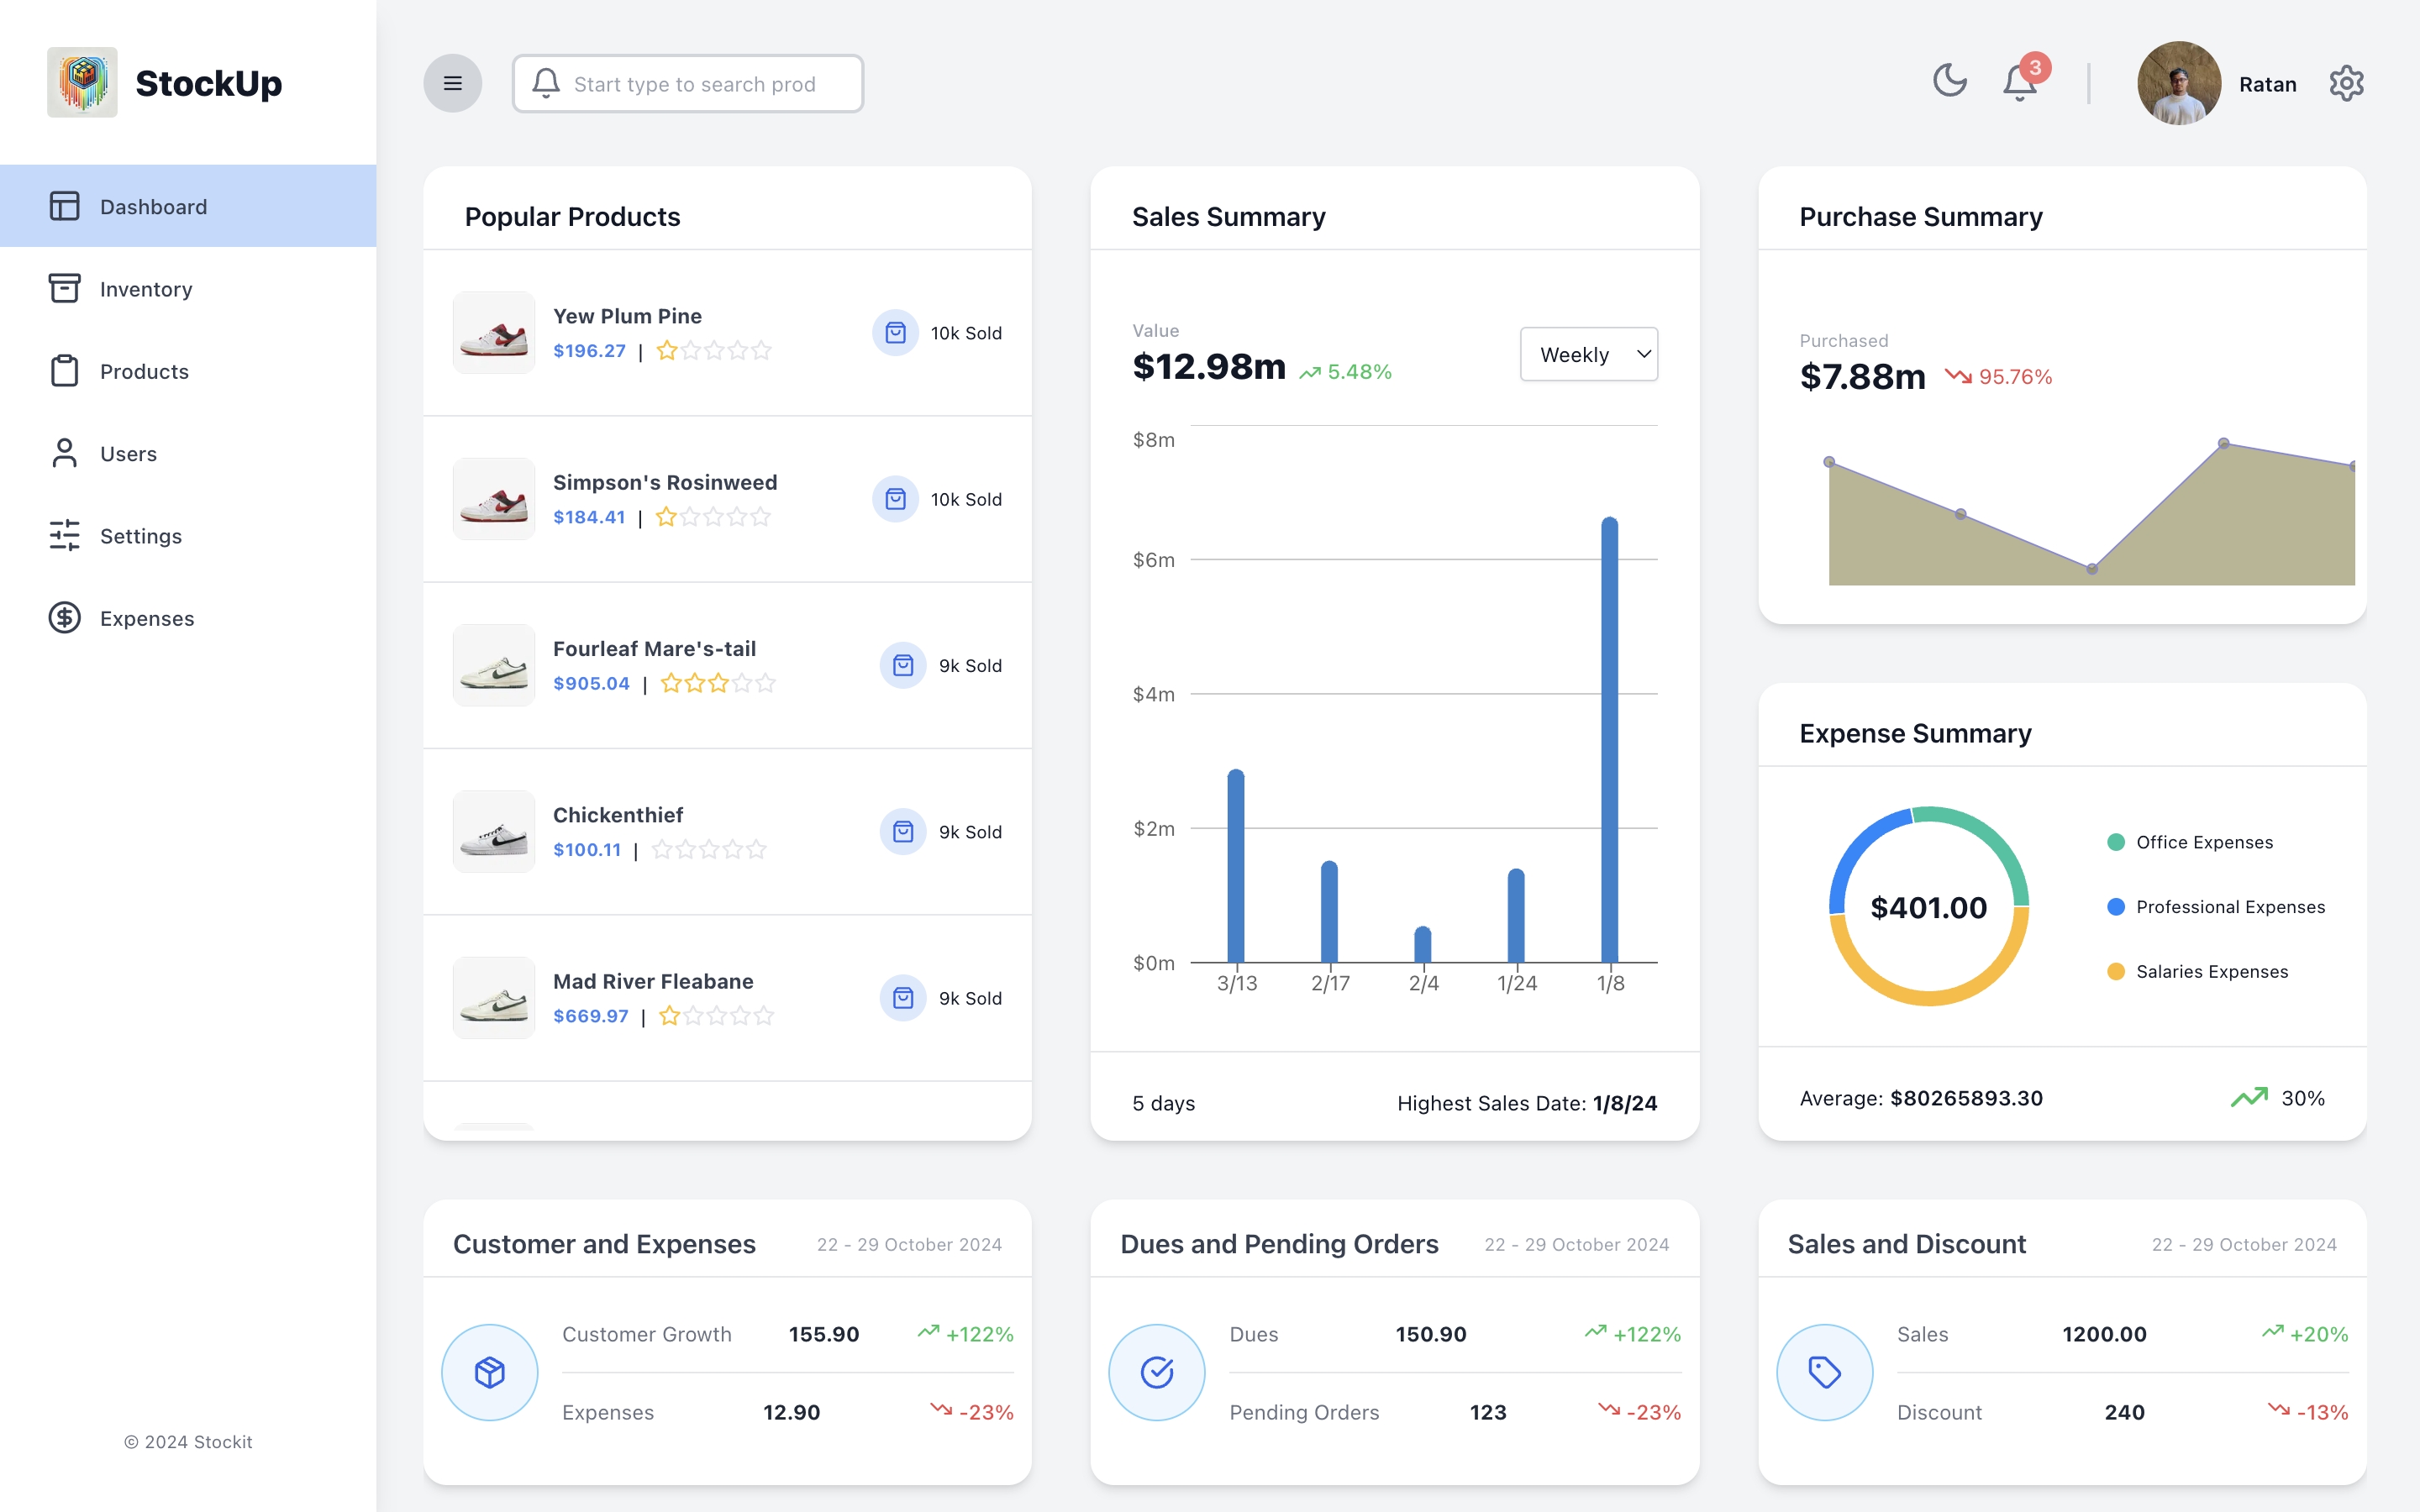 StockUp
Dashboard
Inventory
Products
Users
Settings
Expenses
© 2024 Stockit
Start type to search prod
3
Ratan
Popular Products
Yew Plum Pine
$196.27 |
10k Sold
Simpson's Rosinweed
$184.41 |
10k Sold
Fourleaf Mare's-tail
$905.04 |
9k Sold
Chickenthief
$100.11 |
9k Sold
Mad River Fleabane
$669.97 |
9k Sold
Sales Summary
Value
$12.98m 5.48%
Weekly
$8m
$6m
$4m
$2m
$0m
3/13 2/17 2/4 1/24 1/8
5 days Highest Sales Date: 1/8/24
Purchase Summary
Purchased
$7.88m 95.76%
Expense Summary
$401.00
Office Expenses
Professional Expenses
Salaries Expenses
Average: $80265893.30 30%
Customer and Expenses 22 - 29 October 2024
Customer Growth 155.90 +122%
Expenses 12.90 -23%
Dues and Pending Orders 22 - 29 October 2024
Dues 150.90 +122%
Pending Orders 123 -23%
Sales and Discount 22 - 29 October 2024
Sales 1200.00 +20%
Discount 240 -13%